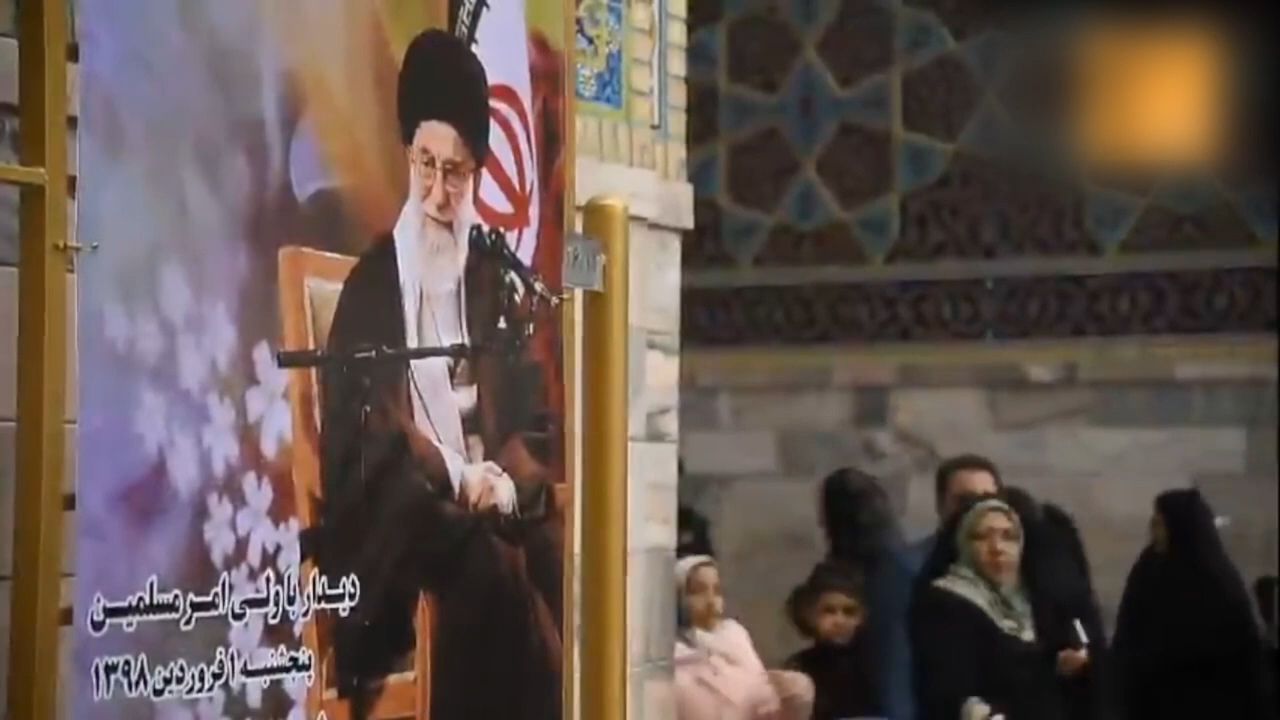 دیدار با ولی امر مسلمین
پنجشنبه ۱ فروردین ۱۳۹۸